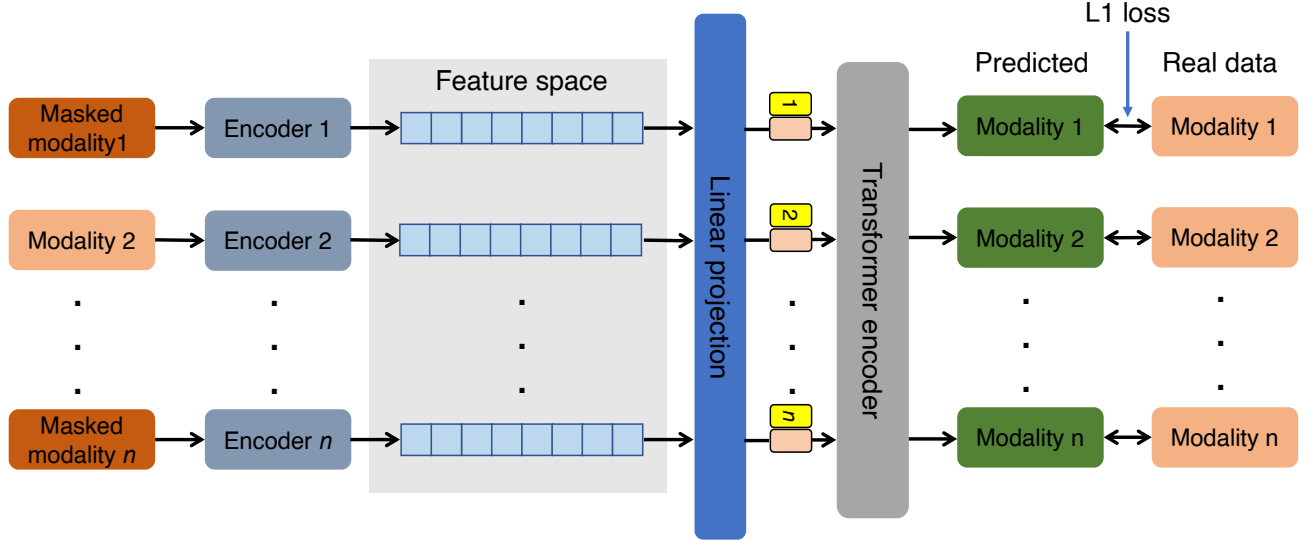 L1 loss
Feature space
Predicted
Real data
Masked
modality1
Encoder 1
1
Modality 1
Modality 1
Modality 2
Encoder 2
2
Modality 2
Modality 2
Linear projection
Transformer encoder
Masked
modality n
Encoder n
n
Modality n
Modality n